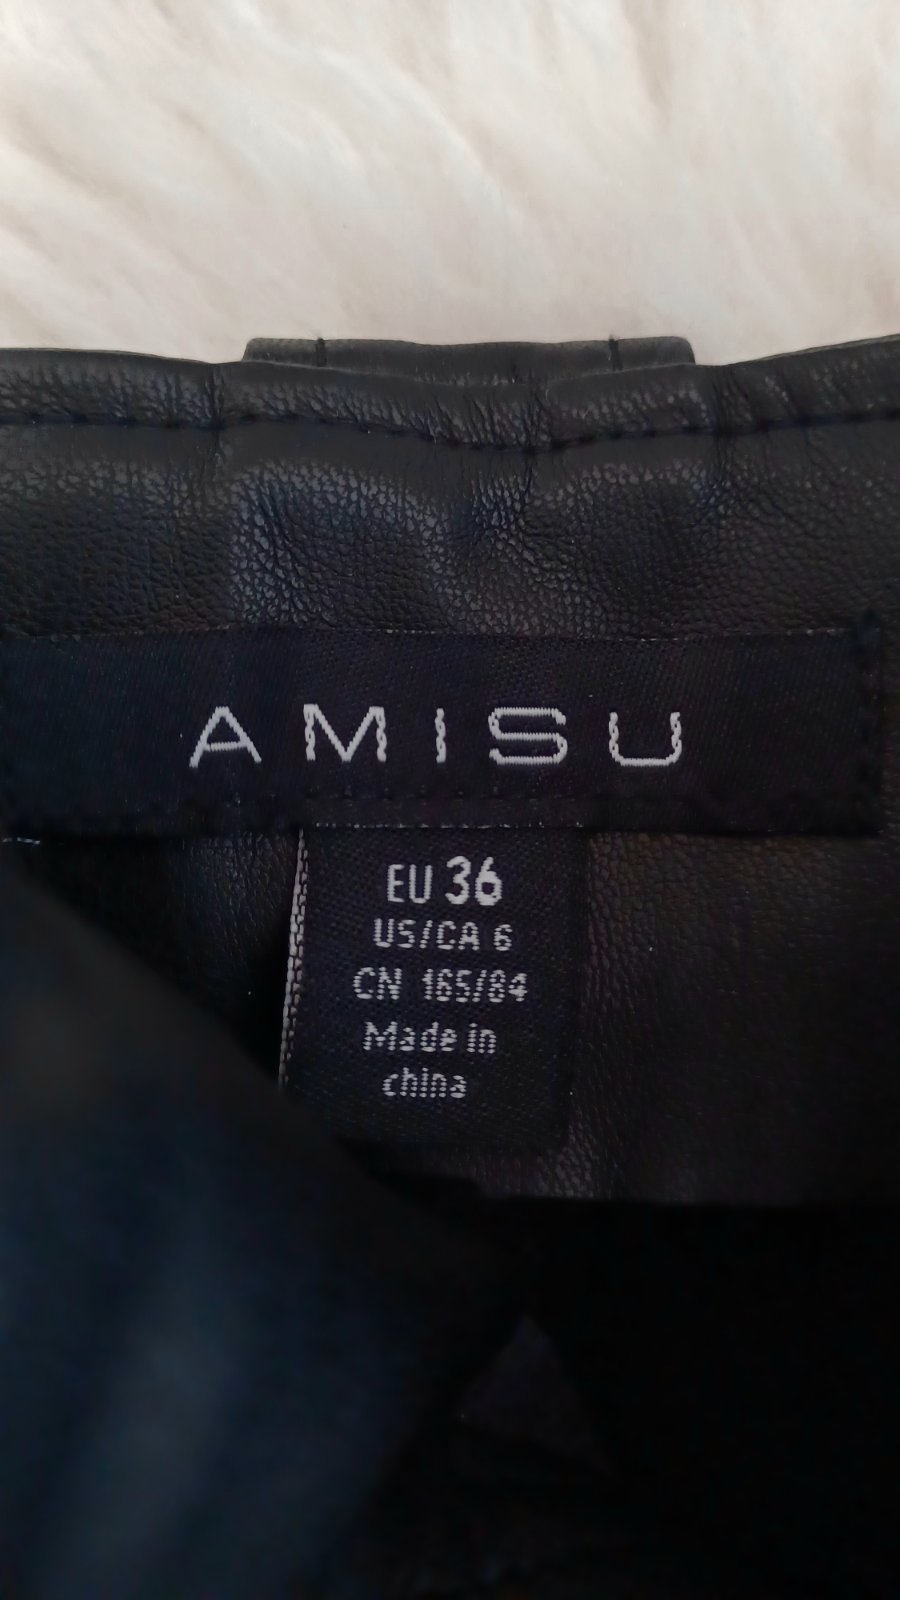 AMISU
EU 36
US/CA 6
CN 165/84
Made in
china